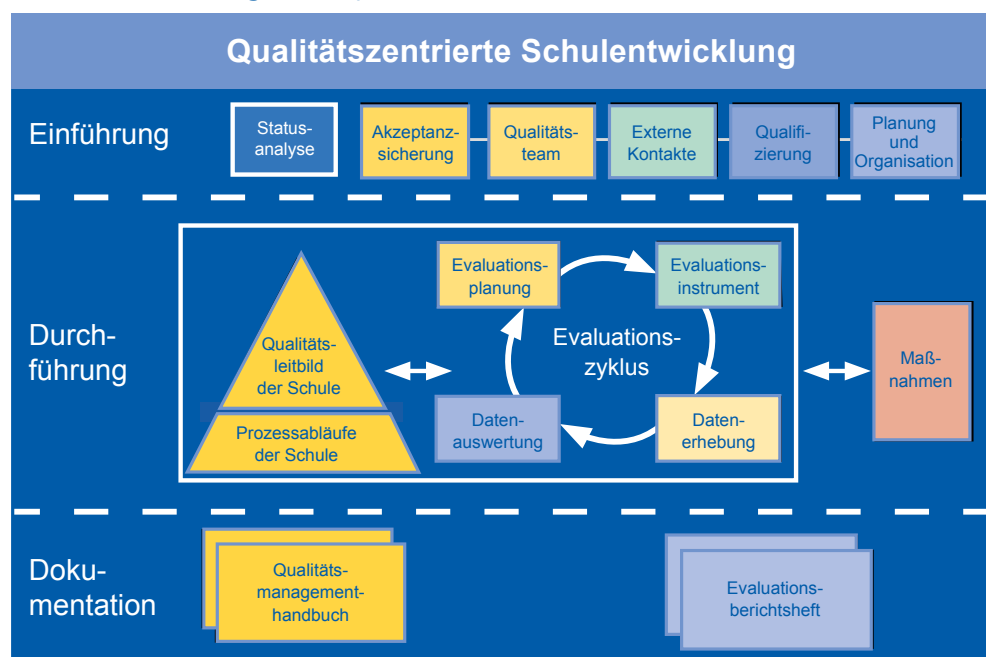 Qualitätszentrierte Schulentwicklung
Einführung
Status-
analyse
Akzeptanz-
sicherung
Qualitäts-
team
Externe
Kontakte
Qualifi-
zierung
Planung
und
Organisation
Durch-
führung
Qualitäts-
leitbild
der Schule
Prozessabläufe
der Schule
Evaluations-
planung
Evaluations-
instrument
Evaluations-
zyklus
Daten-
auswertung
Daten-
erhebung
Maß-
nahmen
Doku-
mentation
Qualitäts-
management-
handbuch
Evaluations-
berichtsheft